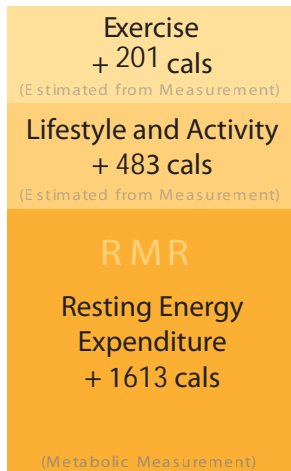 Exercise
+ 201 cals
(Estimated from Measurement)
Lifestyle and Activity
+ 483 cals
(Estimated from Measurement)
RMR
Resting Energy
Expenditure
+ 1613 cals
(Metabolic Measurement)